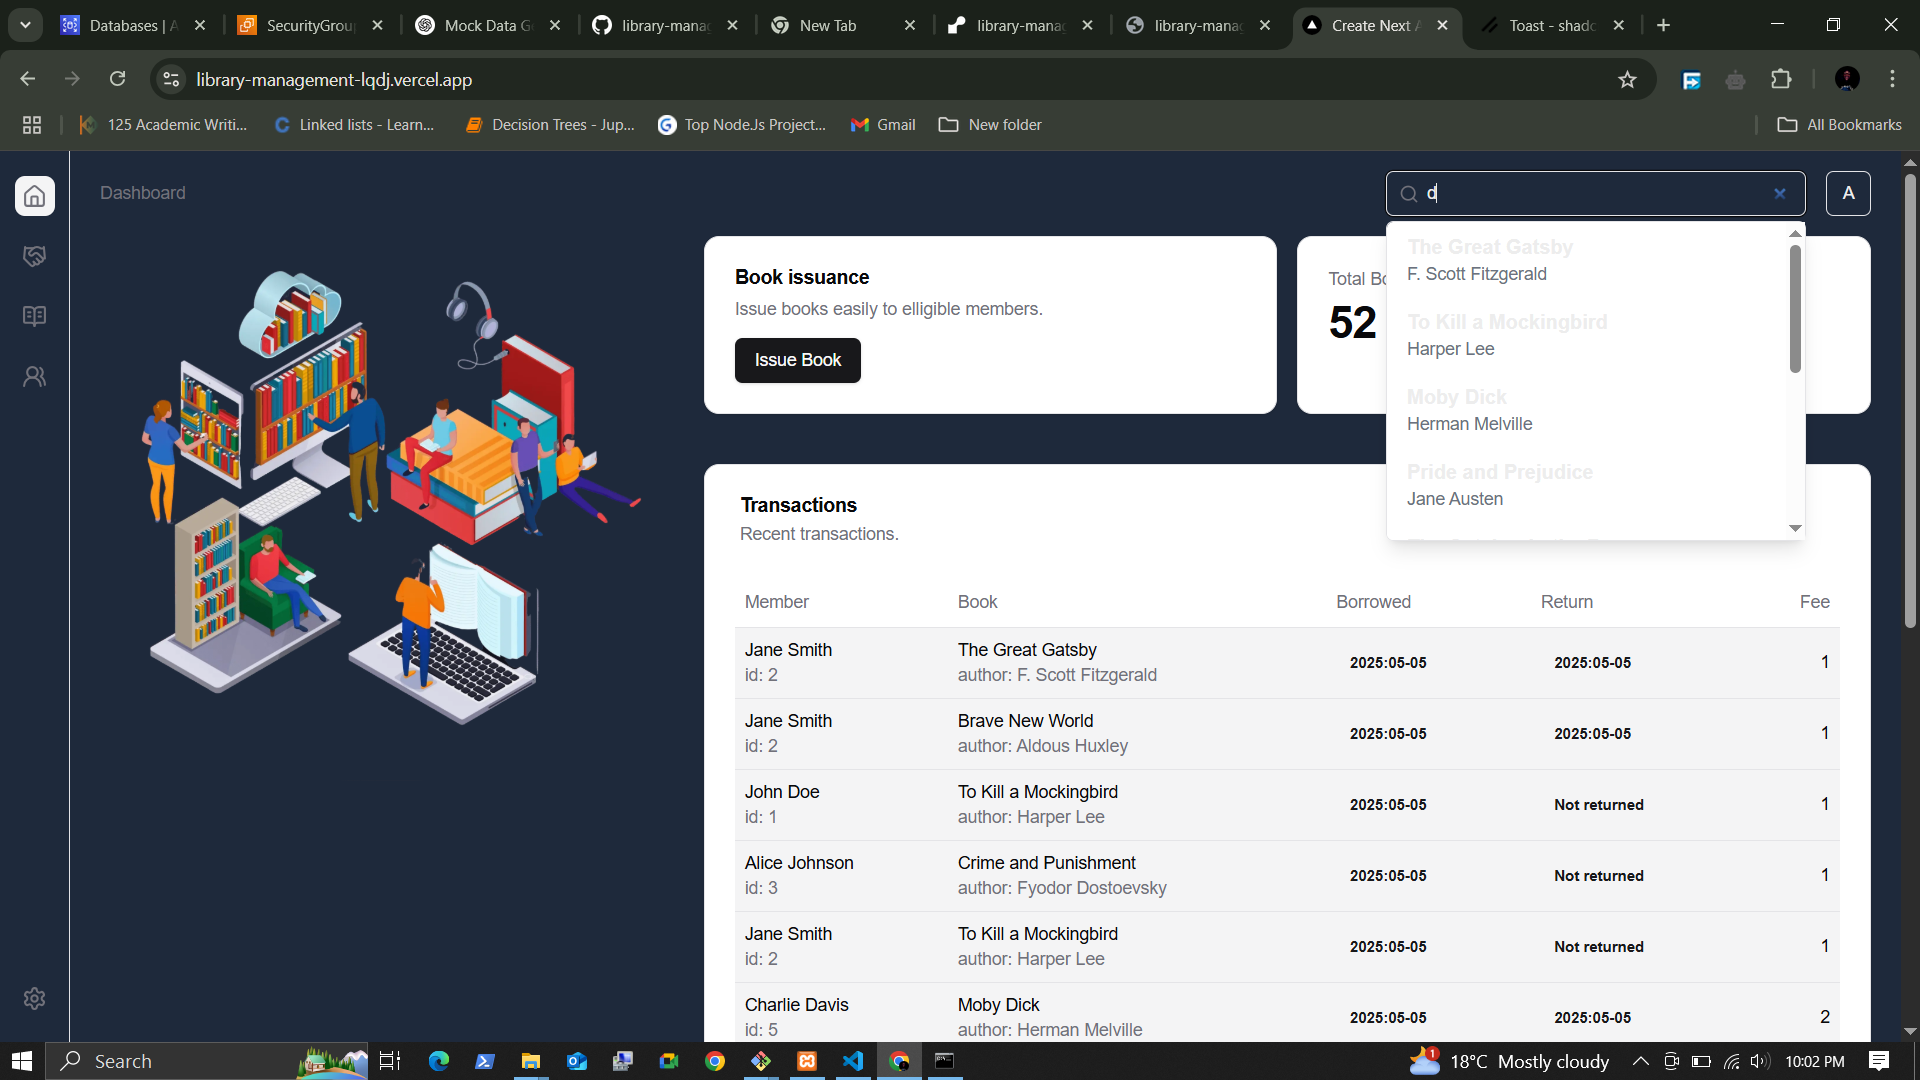 Databases | A
SecurityGrou
Mock Data Ge
library-manag
New Tab
library-manag
library-manag
Create Next A
Toast - shadc
library-management-lqdj.vercel.app
125 Academic Writi...
Linked lists - Learn...
Decision Trees - Jup...
Top NodeJs Project...
Gmail
New folder
All Bookmarks
Dashboard
d
A
Book issuance
Issue books easily to elligible members.
Issue Book
Total Bo
52
The Great Gatsby
F. Scott Fitzgerald
To Kill a Mockingbird
Harper Lee
Moby Dick
Herman Melville
Pride and Prejudice
Jane Austen
Transactions
Recent transactions.
Member Book Borrowed Return Fee
Jane Smith The Great Gatsby
2025:05-05 2025:05-05 1
id: 2 author: F. Scott Fitzgerald
Jane Smith Brave New World
2025:05-05 2025:05-05 1
id: 2 author: Aldous Huxley
John Doe To Kill a Mockingbird
2025:05-05 Not returned 1
id: 1 author: Harper Lee
Alice Johnson Crime and Punishment
2025:05-05 Not returned 1
id: 3 author: Fyodor Dostoevsky
Jane Smith To Kill a Mockingbird
2025:05-05 Not returned 1
id: 2 author: Harper Lee
Charlie Davis Moby Dick
2025:05-05 2025:05-05 2
id: 5 author: Herman Melville
Search
1
18°C Mostly cloudy
10:02 PM